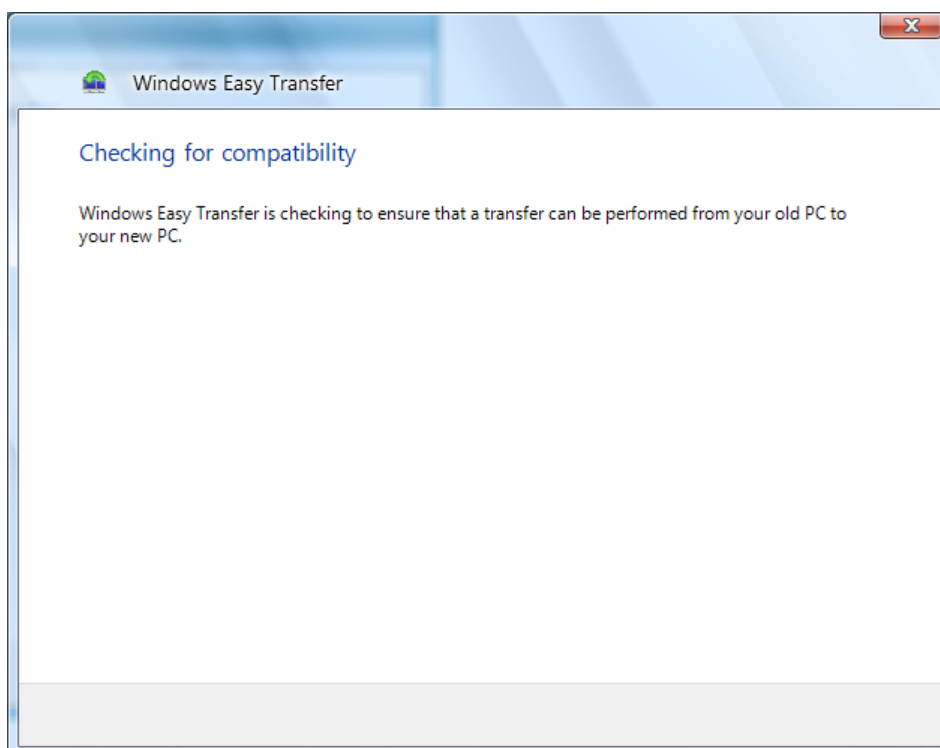 Windows Easy Transfer
Checking for compatibility
Windows Easy Transfer is checking to ensure that a transfer can be performed from your old PC to
your new PC.